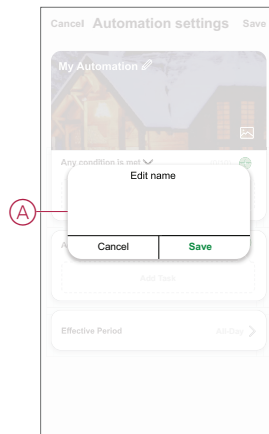 Cancel Automation settings Save
My Automation
Any condition is met
Edit name
A
Cancel Save
A
Add Task
Effective Period All-Day